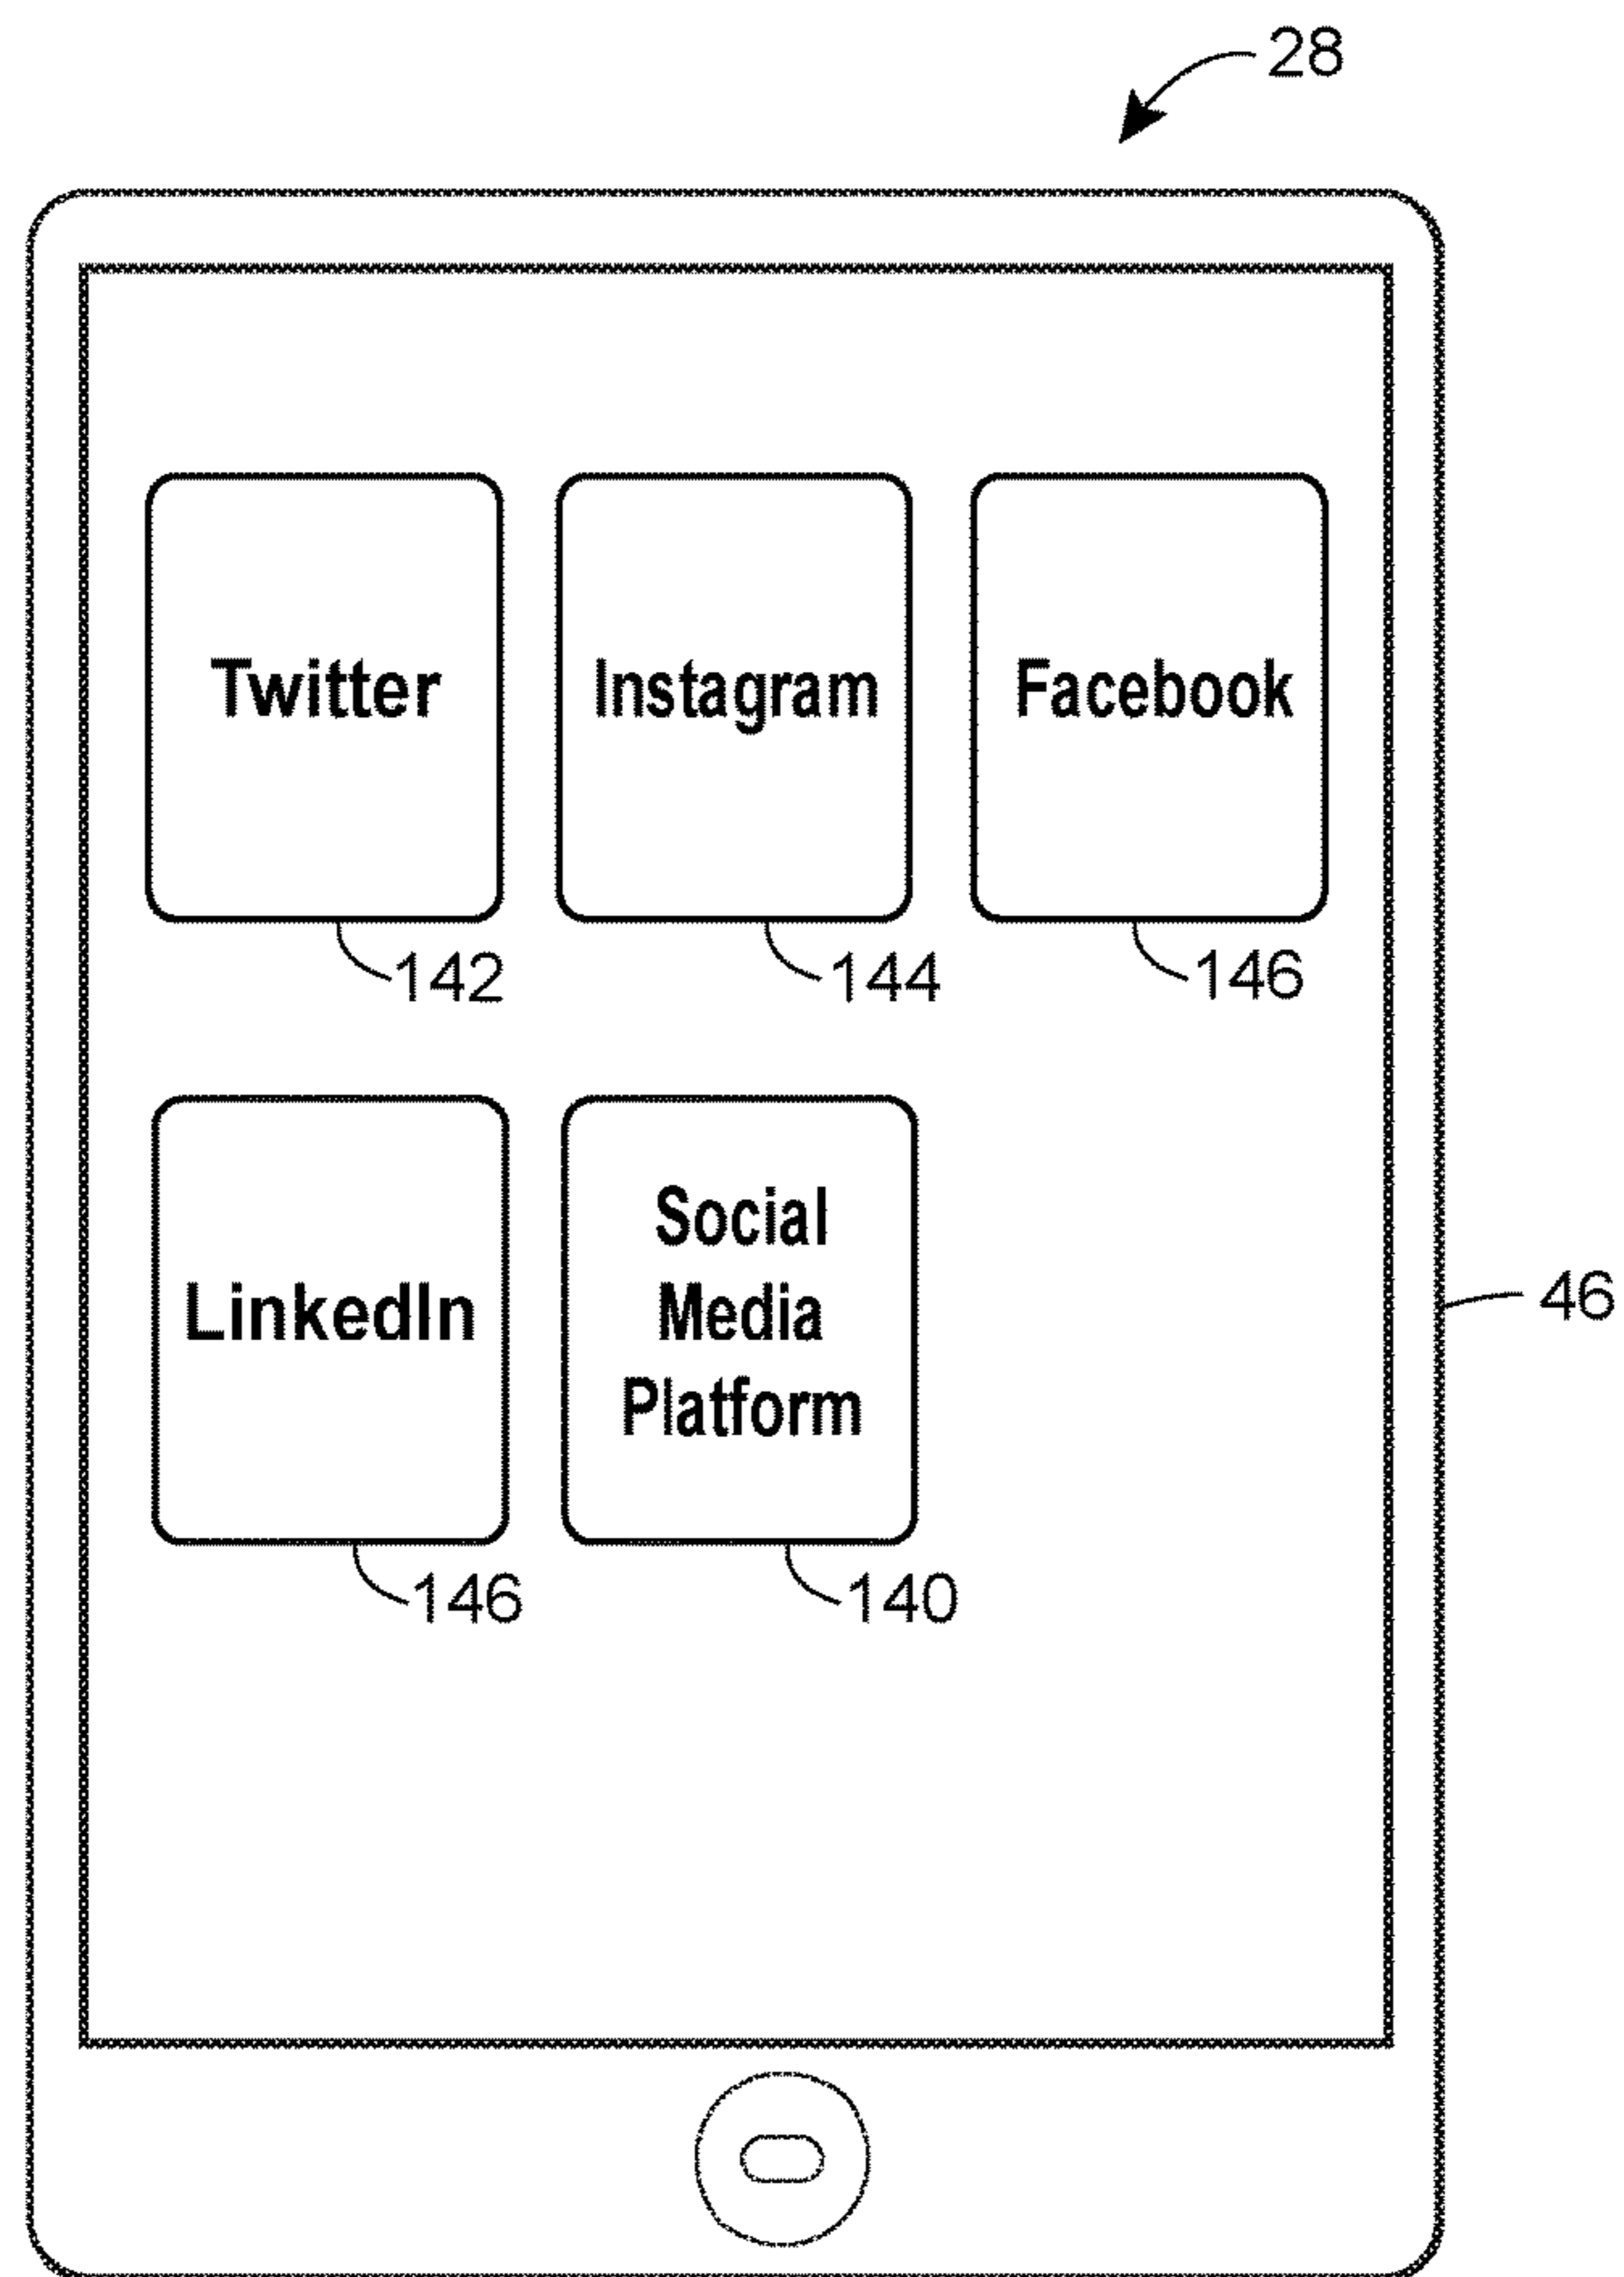 28
Twitter
Instagram
Facebook
142
144
146
LinkedIn
Social
Media
Platform
46
146
140